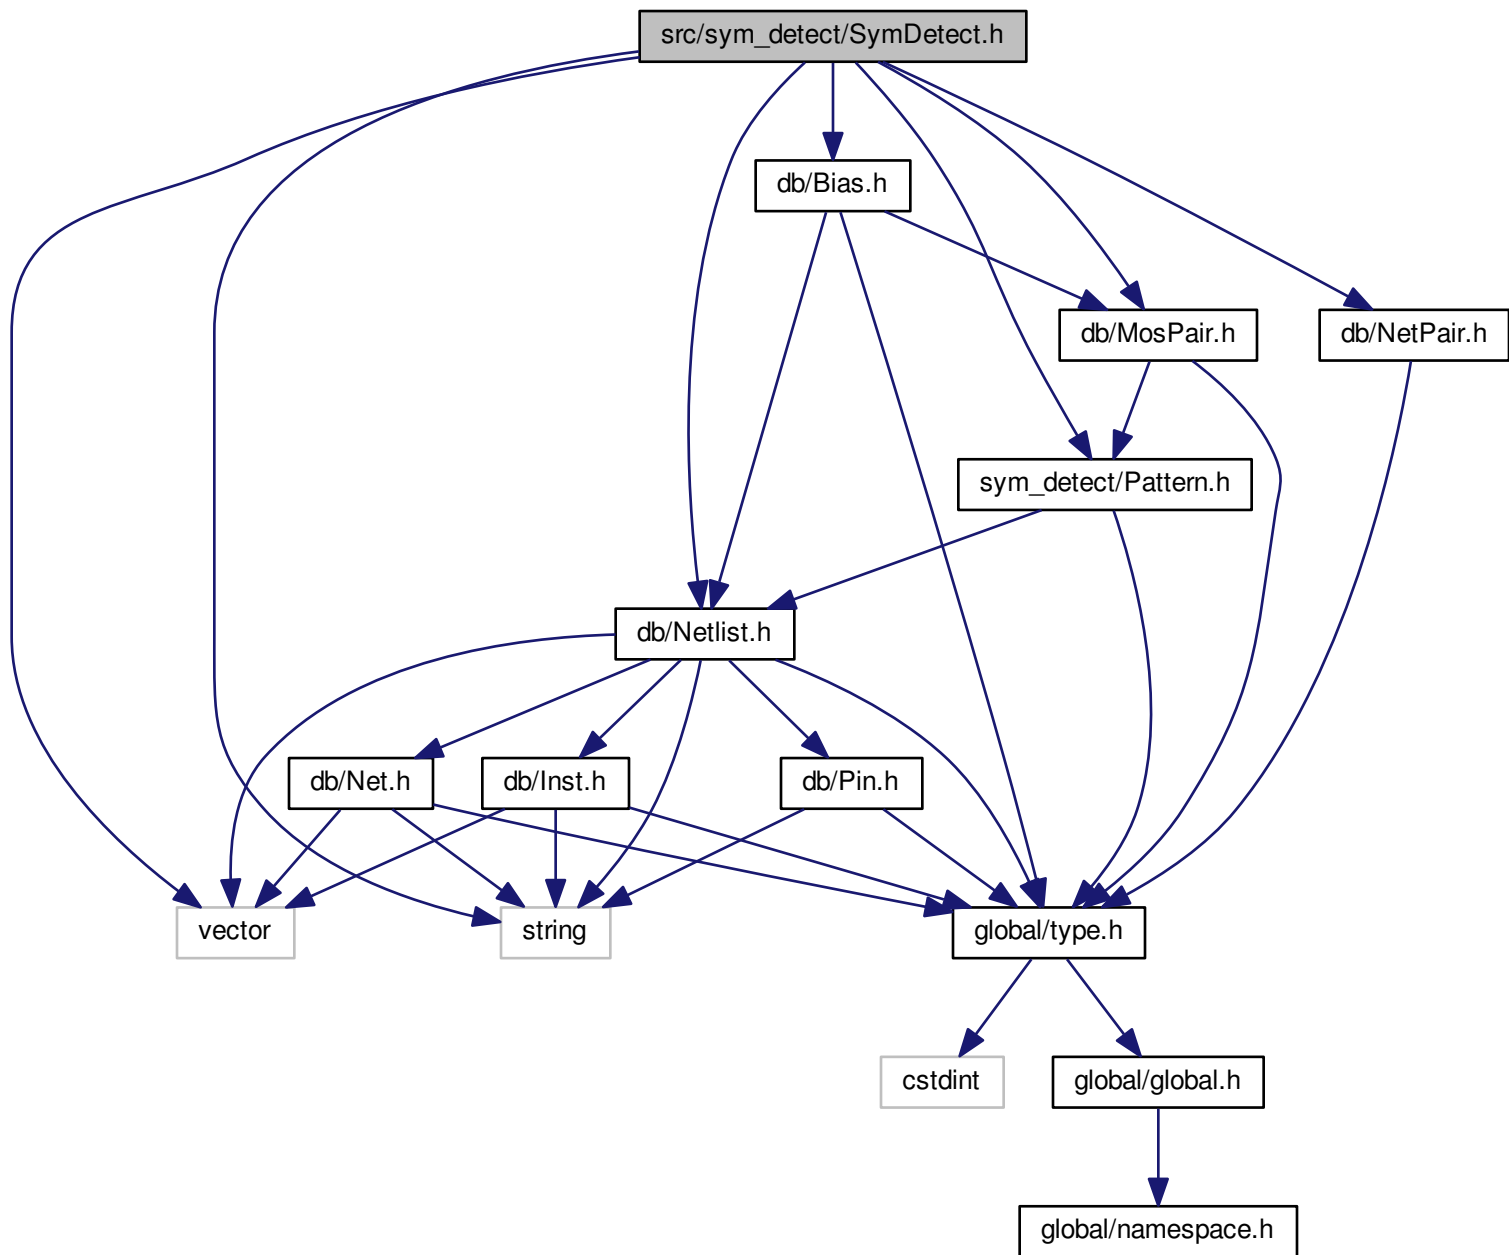 src/sym_detect/SymDetect.h
db/Bias.h
db/MosPair.h
db/NetPair.h
sym_detect/Pattern.h
db/Netlist.h
db/Net.h
db/Inst.h
db/Pin.h
vector
string
global/type.h
cstdint
global/global.h
global/namespace.h